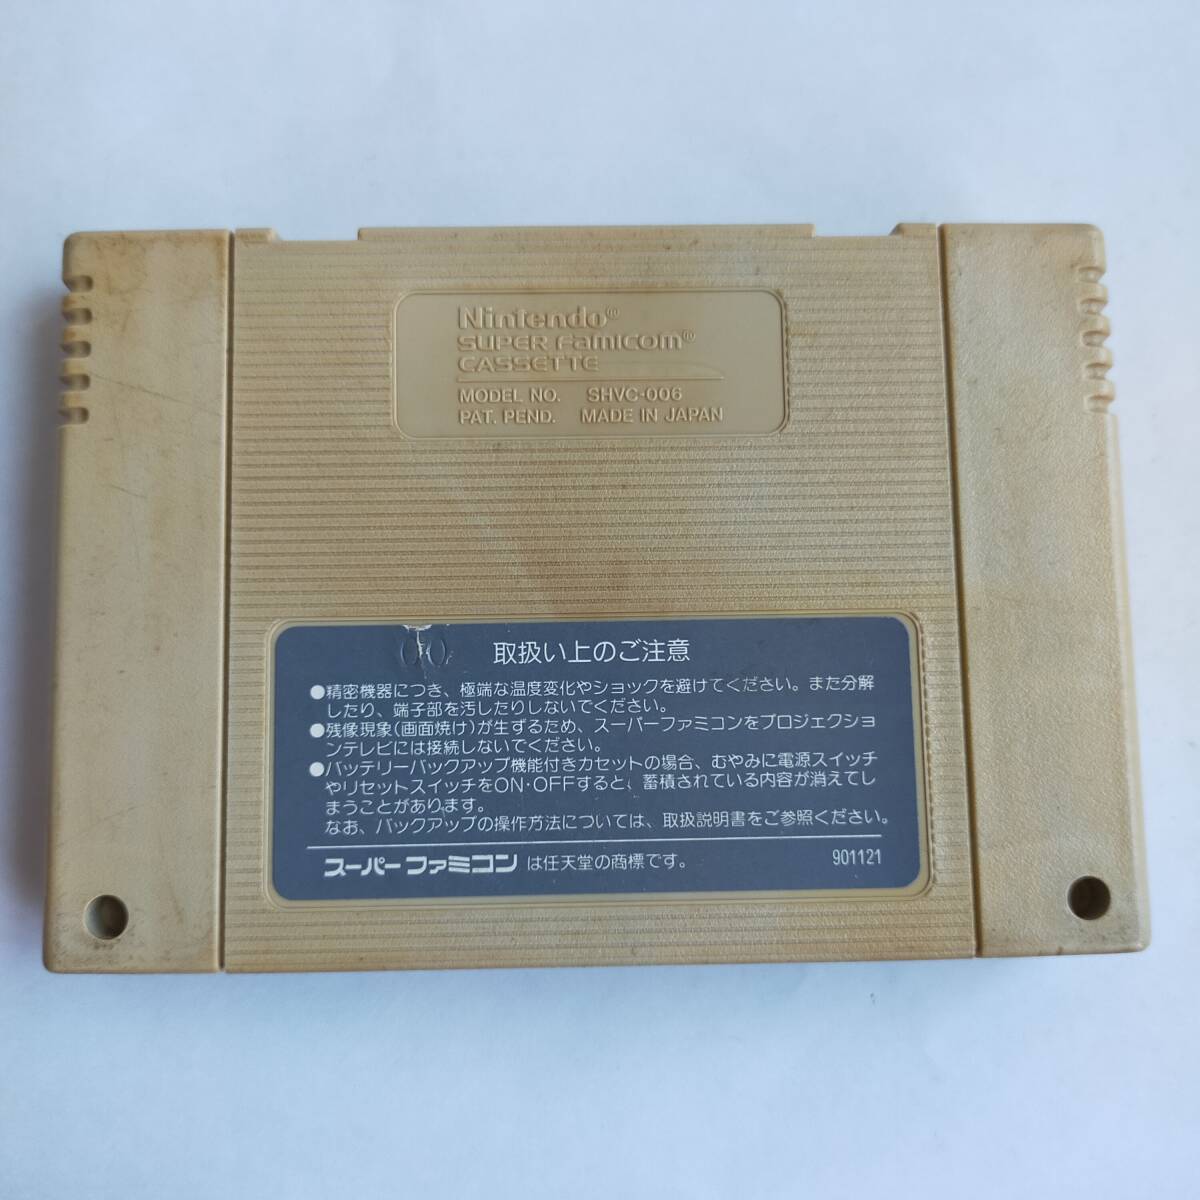 Nintendo®
SUPER FAMICOM®
CASSETTE
MODEL NO. SHVC-006
PAT. PEND. MADE IN JAPAN
取扱い上のご注意
●精密機器につき、極端な温度変化やショックを避けてください。また分解
したり、端子部を汚したりしないでください。
●残像現象(画面焼け)が生ずるため、スーパーファミコンをプロジェクショ
ンテレビには接続しないでください。
●バッテリーバックアップ機能付きカセットの場合、むやみに電源スイッチ
やリセットスイッチをON・OFFすると、蓄積されている内容が消えてし
まうことがあります。
なお、バックアップの操作方法については、取扱説明書をご参照ください。
スーパーファミコン は任天堂の商標です。 901121